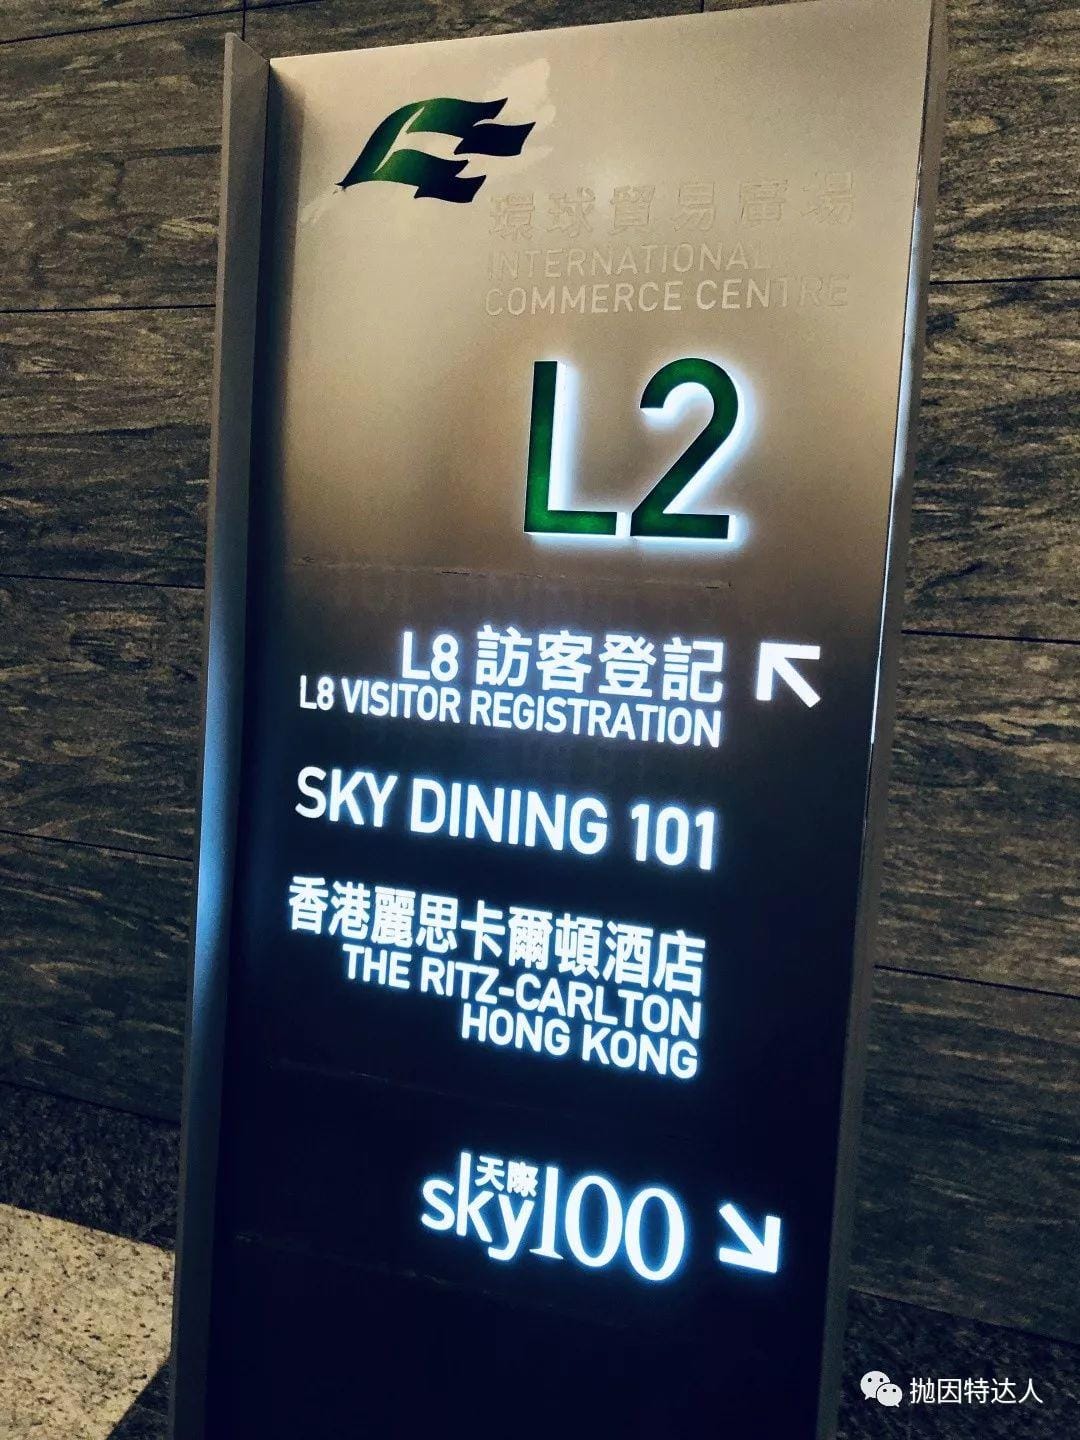 環球貿易廣場
INTERNATIONAL
COMMERCE CENTRE
L2
L8 訪客登記
L8 VISITOR REGISTRATION
SKY DINING 101
香港麗思卡爾頓酒店
THE RITZ-CARLTON
HONG KONG
天際
sky100
抛因特达人